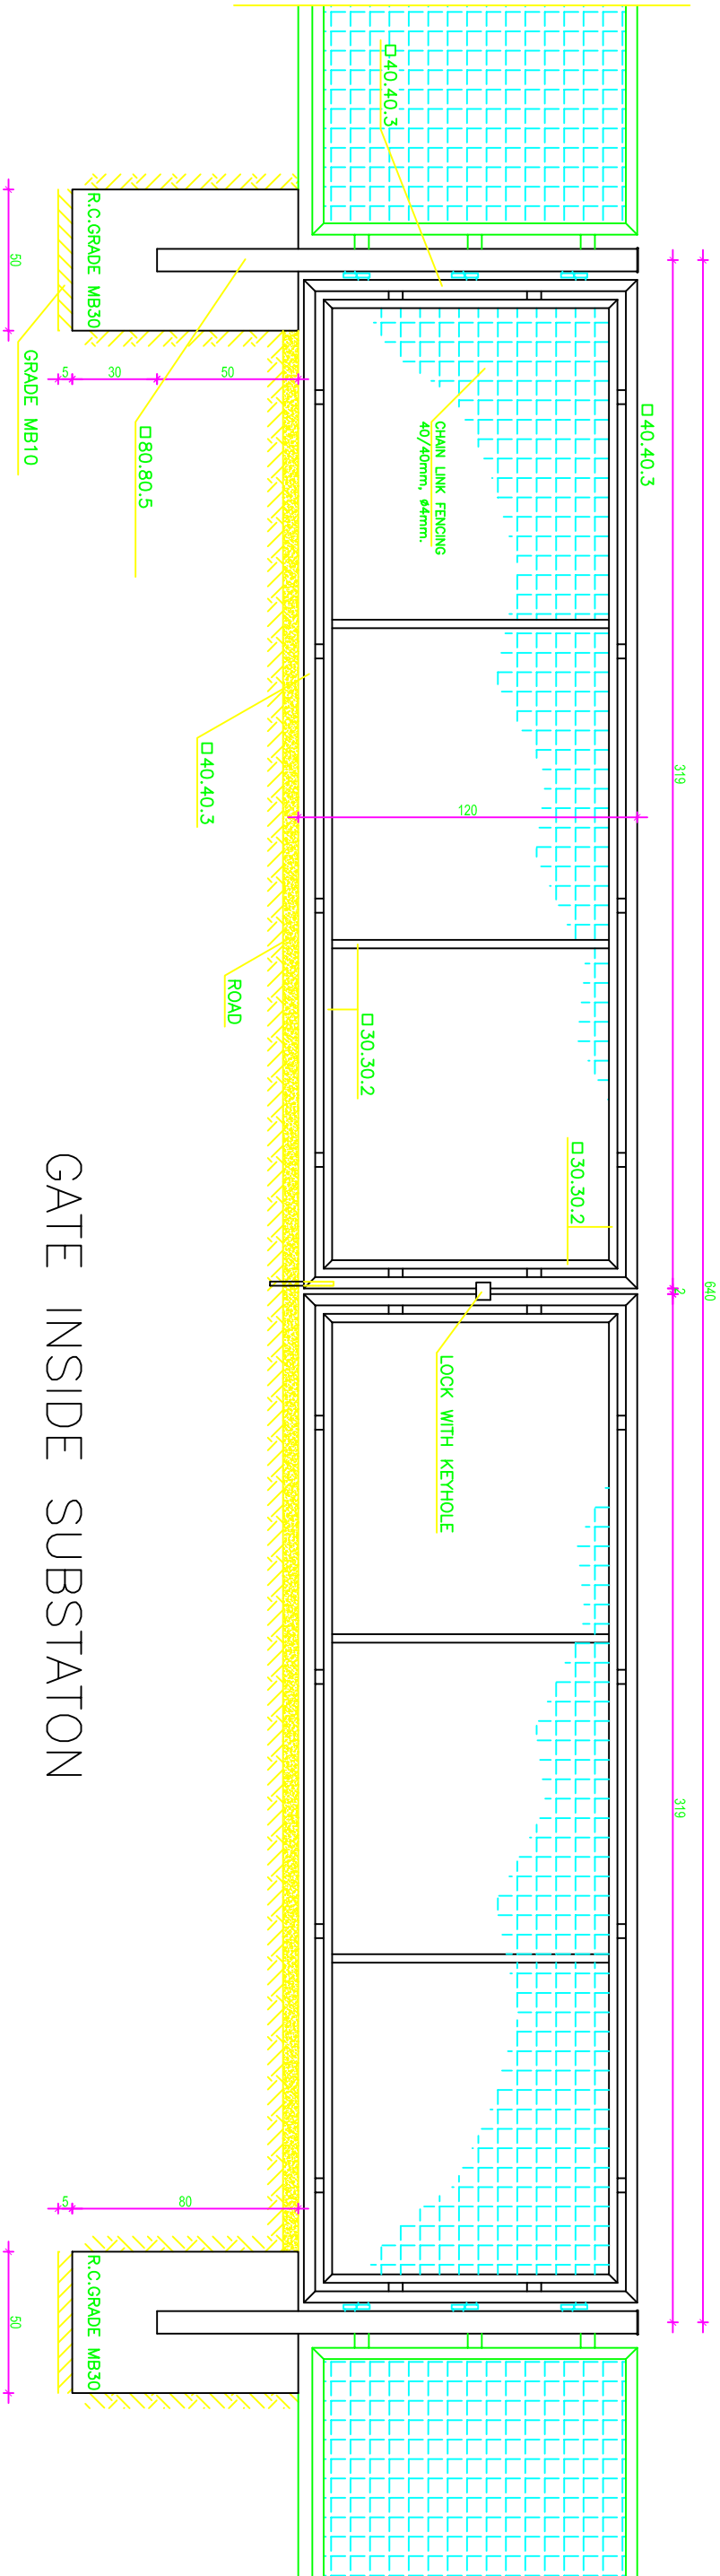 640
319
2
319
□40.40.3
□30.30.2
120
CHAIN LINK FENCING
40/40mm, ø4mm.
LOCK WITH KEYHOLE
□40.40.3
□30.30.2
ROAD
□40.40.3
50
80
□80.80.5
30
R.C.GRADE MB30
R.C.GRADE MB30
5
5
GRADE MB10
50
50
GATE INSIDE SUBSTATON